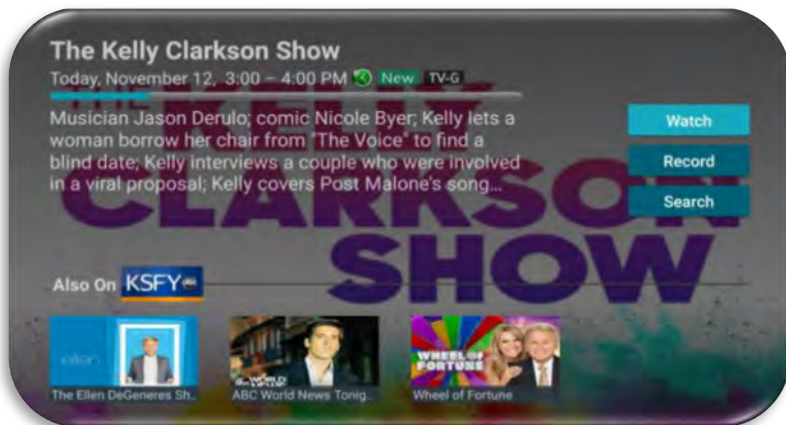 The Kelly Clarkson Show
Today, November 12, 3:00 – 4:00 PM New TV-G
Musician Jason Derulo; comic Nicole Byer; Kelly lets a
woman borrow her chair from "The Voice" to find a
blind date; Kelly interviews a couple who were involved
in a viral proposal; Kelly covers Post Malone's song...
Watch
Record
Search
THE
KELLY
CLARKSON
SHOW
Also On KSFY abc
ellen
WORLD
WHEEL OF
FORTUNE
The Ellen DeGeneres Sh..
ABC World News Tonig..
Wheel of Fortune